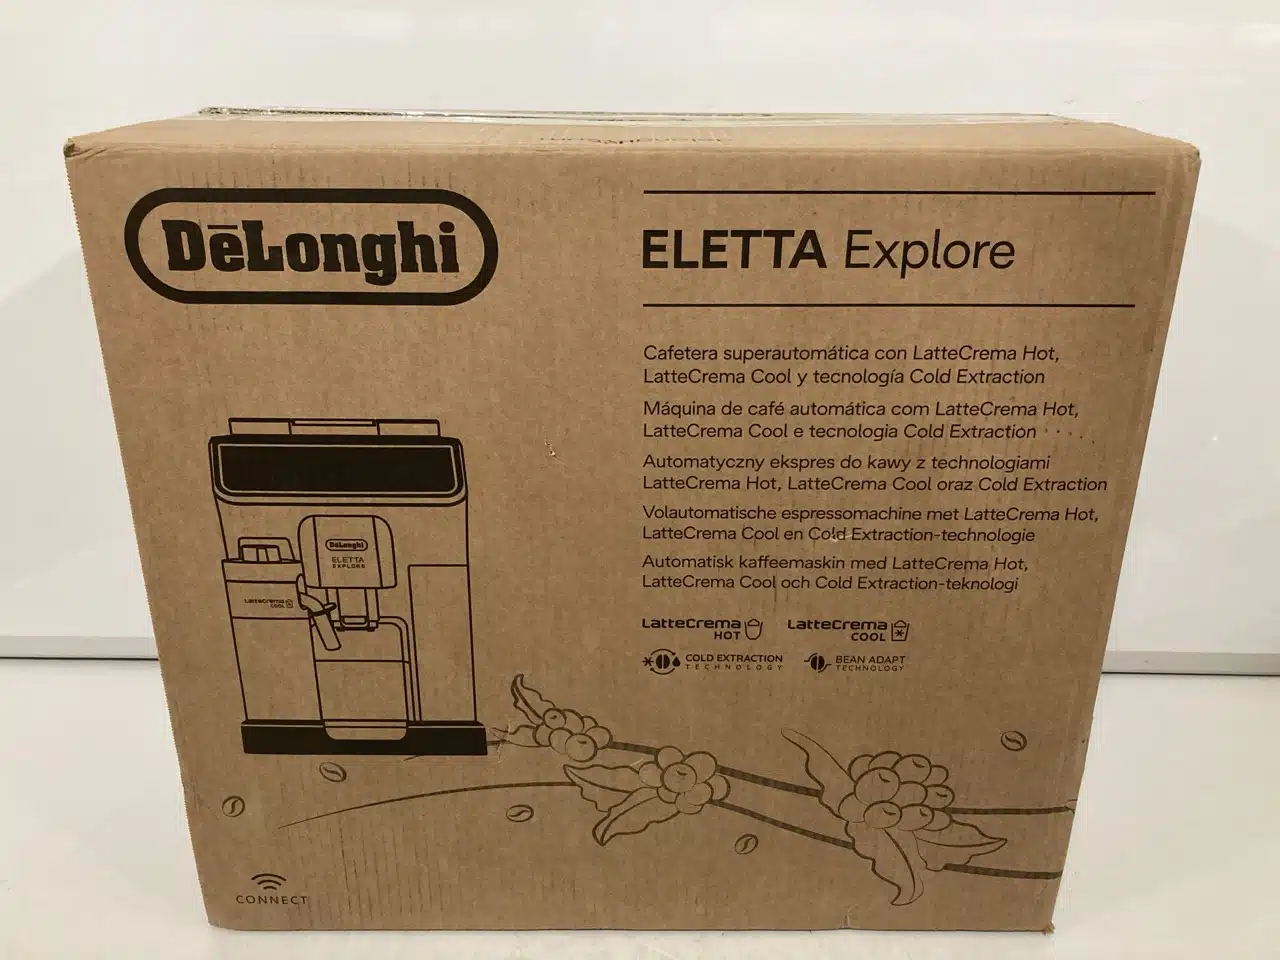 DēLonghi
ELETTA Explore
Cafetera superautomática con LatteCrema Hot,
LatteCrema Cool y tecnología Cold Extraction
Máquina de café automática com LatteCrema Hot,
LatteCrema Cool e tecnologia Cold Extraction
Automatyczny ekspres do kawy z technologiami
LatteCrema Hot, LatteCrema Cool oraz Cold Extraction
Volautomatische espressomachine met LatteCrema Hot,
LatteCrema Cool en Cold Extraction-technologie
Automatisk kaffeemaskin med LatteCrema Hot,
LatteCrema Cool och Cold Extraction-teknologi
LatteCrema HOT
LatteCrema COOL
COLD EXTRACTION
TECHNOLOGY
BEAN ADAPT
TECHNOLOGY
DēLonghi
ELETTA
EXPLORE
LatteCrema
COOL
CONNECT